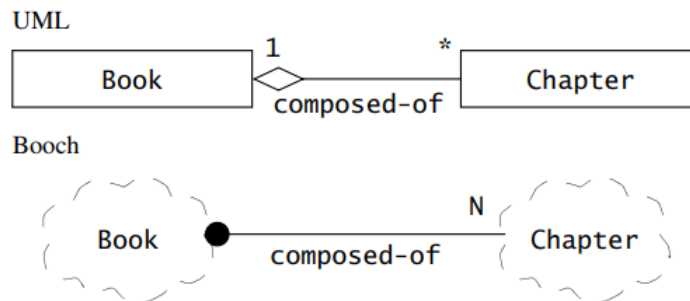 UML
1 *
Book Chapter
composed-of
Booch
N
Book Chapter
composed-of